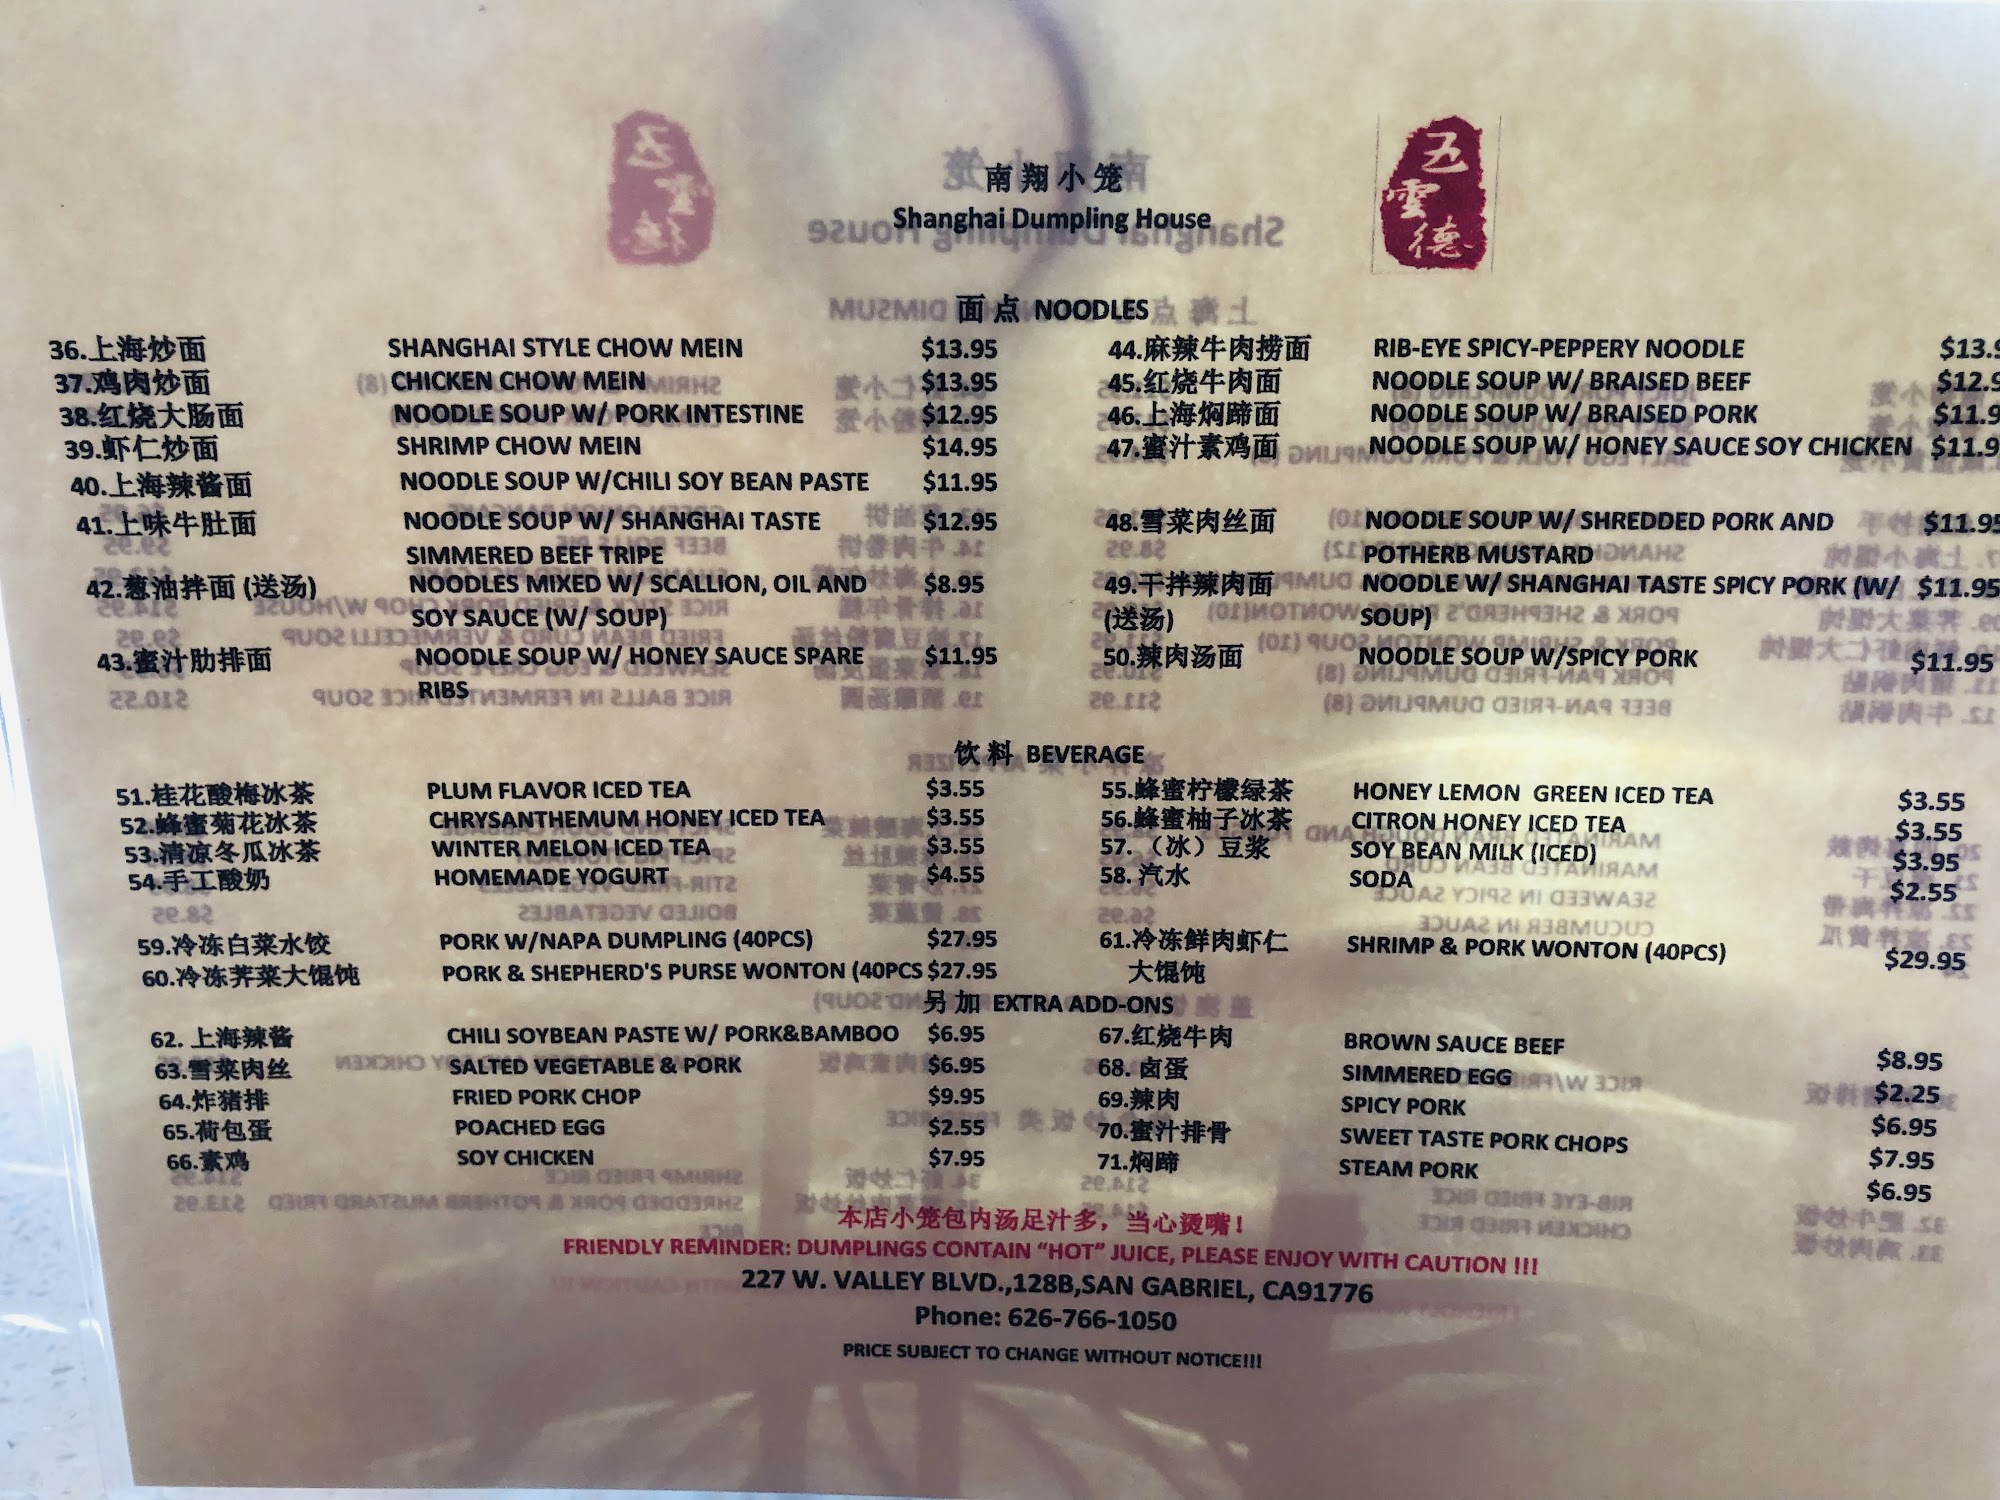 五
雲
德
南翔小笼
Shanghai Dumpling House
面点 NOODLES
36.上海炒面 SHANGHAI STYLE CHOW MEIN $13.95
37.鸡肉炒面 CHICKEN CHOW MEIN $13.95
38.红烧大肠面 NOODLE SOUP W/ PORK INTESTINE $12.95
39.虾仁炒面 SHRIMP CHOW MEIN $14.95
40.上海辣酱面 NOODLE SOUP W/CHILI SOY BEAN PASTE $11.95
41.上味牛肚面 NOODLE SOUP W/ SHANGHAI TASTE $12.95
SIMMERED BEEF TRIPE
42.葱油拌面 (送汤) NOODLES MIXED W/ SCALLION, OIL AND $8.95
SOY SAUCE (W/ SOUP)
43.蜜汁肋排面 NOODLE SOUP W/ HONEY SAUCE SPARE $11.95
RIBS
44.麻辣牛肉捞面 RIB-EYE SPICY-PEPPERY NOODLE $13.9
45.红烧牛肉面 NOODLE SOUP W/ BRAISED BEEF $12.9
46.上海焖蹄面 NOODLE SOUP W/ BRAISED PORK $11.9
47.蜜汁素鸡面 NOODLE SOUP W/ HONEY SAUCE SOY CHICKEN $11.9
48.雪菜肉丝面 NOODLE SOUP W/ SHREDDED PORK AND $11.95
POTHERB MUSTARD
49.干拌辣肉面 NOODLE W/ SHANGHAI TASTE SPICY PORK (W/ $11.95
(送汤) SOUP)
50.辣肉汤面 NOODLE SOUP W/SPICY PORK $11.95
饮料 BEVERAGE
51.桂花酸梅冰茶 PLUM FLAVOR ICED TEA $3.55
52.蜂蜜菊花冰茶 CHRYSANTHEMUM HONEY ICED TEA $3.55
53.清凉冬瓜冰茶 WINTER MELON ICED TEA $3.55
54.手工酸奶 HOMEMADE YOGURT $4.55
55.蜂蜜柠檬绿茶 HONEY LEMON GREEN ICED TEA $3.55
56.蜂蜜柚子冰茶 CITRON HONEY ICED TEA $3.55
57.（冰）豆浆 SOY BEAN MILK (ICED) $3.95
58. 汽水 SODA $2.55
59.冷冻白菜水饺 PORK W/NAPA DUMPLING (40PCS) $27.95
60.冷冻荠菜大馄饨 PORK & SHEPHERD'S PURSE WONTON (40PCS $27.95
61.冷冻鲜肉虾仁 SHRIMP & PORK WONTON (40PCS) $29.95
大馄饨
另加 EXTRA ADD-ONS
62. 上海辣酱 CHILI SOYBEAN PASTE W/ PORK&BAMBOO $6.95
63.雪菜肉丝 SALTED VEGETABLE & PORK $6.95
64.炸猪排 FRIED PORK CHOP $9.95
65.荷包蛋 POACHED EGG $2.55
66.素鸡 SOY CHICKEN $7.95
67.红烧牛肉 BROWN SAUCE BEEF $8.95
68. 卤蛋 SIMMERED EGG $2.25
69.辣肉 SPICY PORK $6.95
70.蜜汁排骨 SWEET TASTE PORK CHOPS $7.95
71.焖蹄 STEAM PORK $6.95
本店小笼包内汤足汁多，当心烫嘴！
FRIENDLY REMINDER: DUMPLINGS CONTAIN “HOT” JUICE, PLEASE ENJOY WITH CAUTION !!!
227 W. VALLEY BLVD.,128B,SAN GABRIEL, CA91776
Phone: 626-766-1050
PRICE SUBJECT TO CHANGE WITHOUT NOTICE!!!